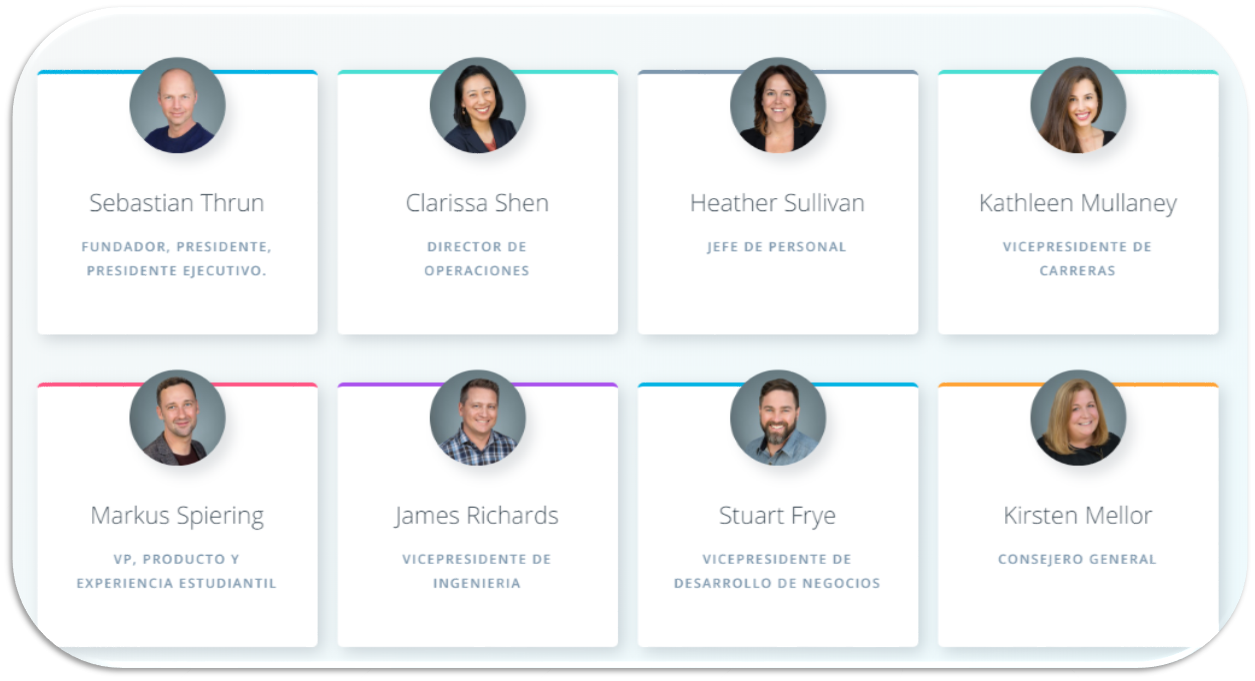 Sebastian Thrun
FUNDADOR, PRESIDENTE,
PRESIDENTE EJECUTIVO.
Clarissa Shen
DIRECTOR DE
OPERACIONES
Heather Sullivan
JEFE DE PERSONAL
Kathleen Mullaney
VICEPRESIDENTE DE
CARRERAS
Markus Spiering
VP, PRODUCTO Y
EXPERIENCIA ESTUDIANTIL
James Richards
VICEPRESIDENTE DE
INGENIERIA
Stuart Frye
VICEPRESIDENTE DE
DESARROLLO DE NEGOCIOS
Kirsten Mellor
CONSEJERO GENERAL